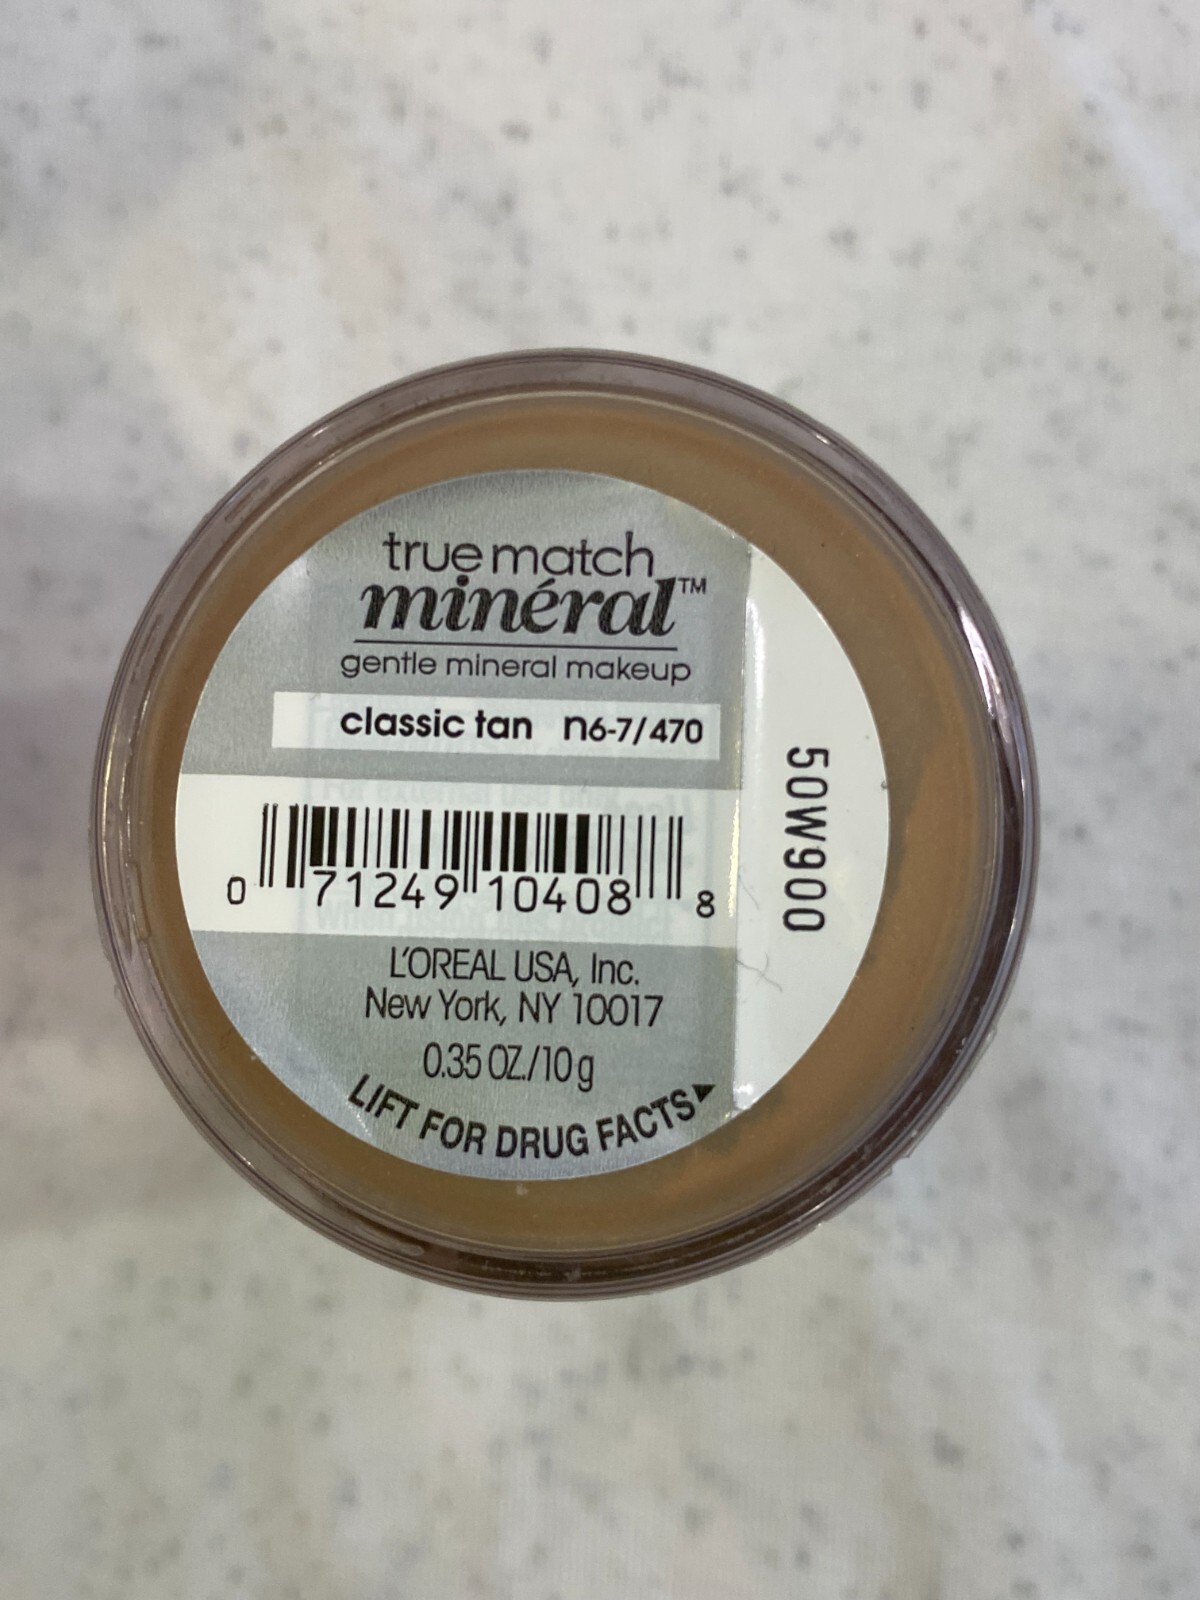 true match
minéral™
gentle mineral makeup
classic tan n6-7/470
0 71249 10408 8
L'OREAL USA, Inc.
New York, NY 10017
0.35 OZ./10 g
LIFT FOR DRUG FACTS▸
50W900